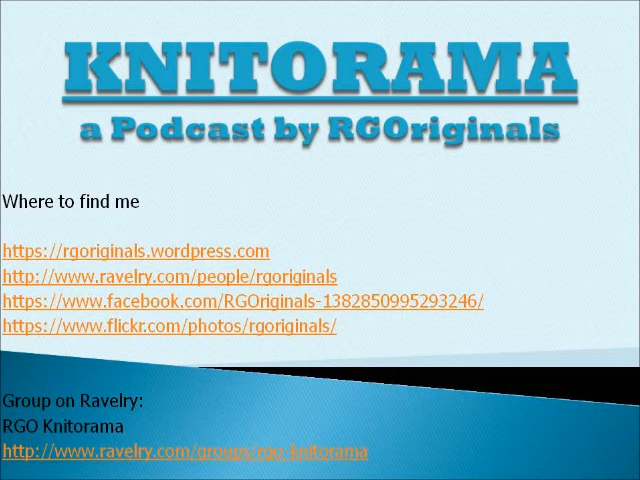 KNITORAMA
a Podcast by RGOriginals
Where to find me
https://rgoriginals.wordpress.com
http://www.ravelry.com/people/rgoriginals
https://www.facebook.com/RGOriginals-1382850995293246/
https://www.flickr.com/photos/rgoriginals/
Group on Ravelry:
RGO Knitorama
http://www.ravelry.com/groups/rgo-knitorama